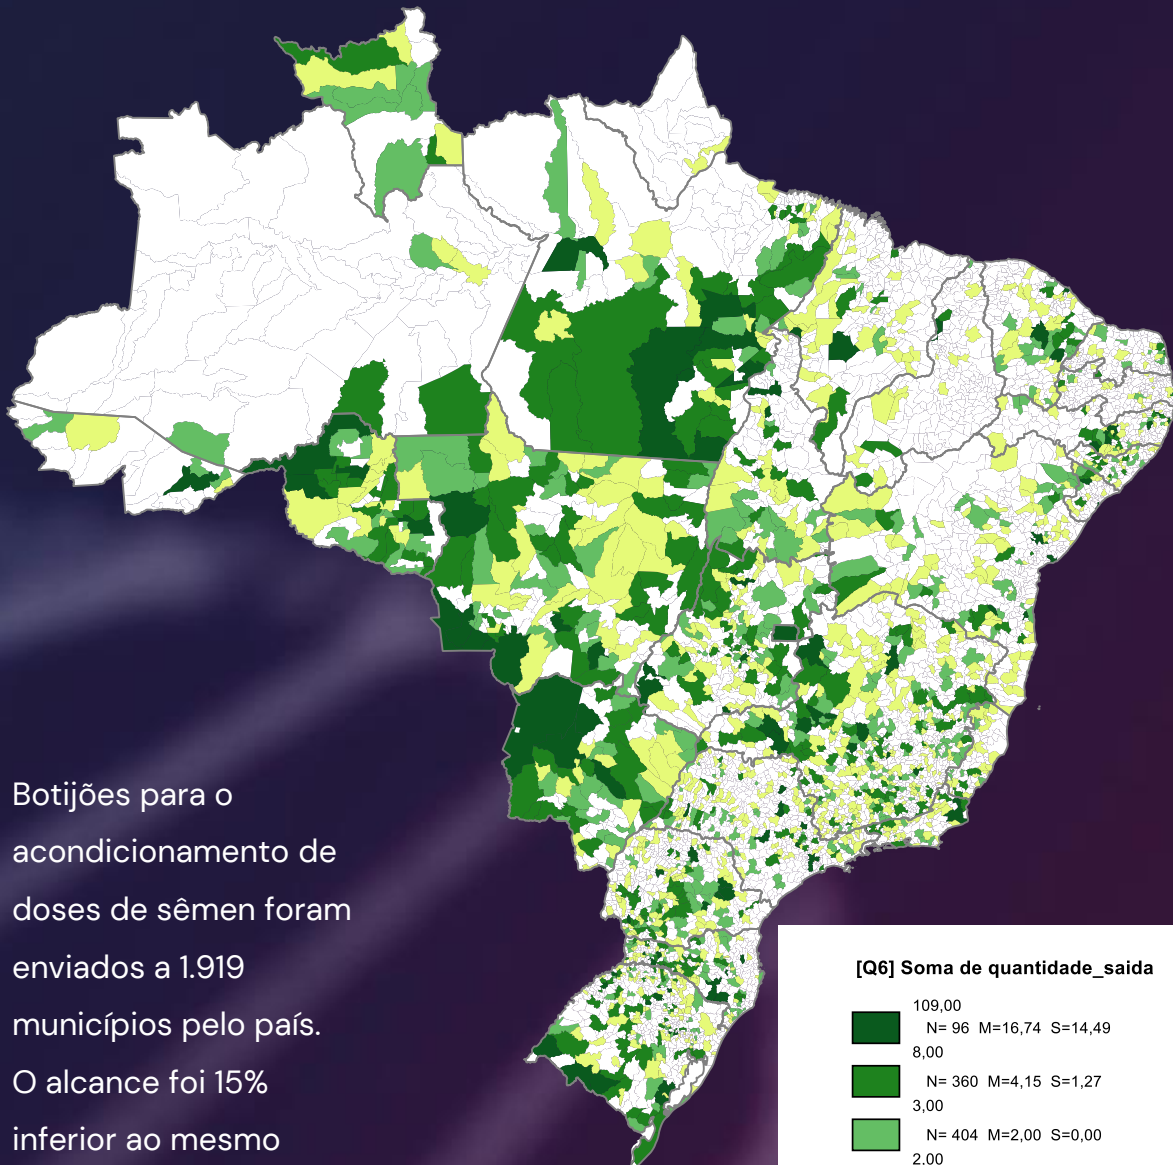 Botijões para o
acondicionamento de
doses de sêmen foram
enviados a 1.919
municípios pelo país.
O alcance foi 15%
inferior ao mesmo
[Q6] Soma de quantidade_saida
109,00
N= 96 M=16,74 S=14,49
8,00
N= 360 M=4,15 S=1,27
3,00
N= 404 M=2,00 S=0,00
2,00